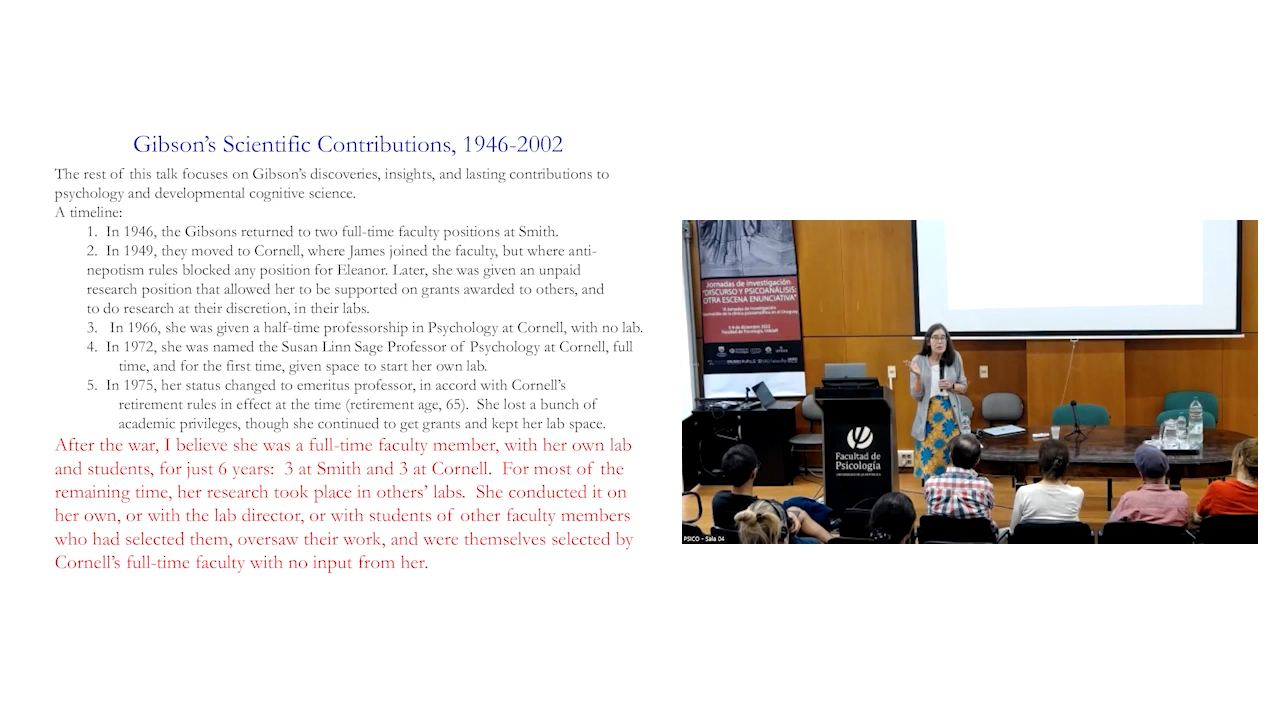 Gibson's Scientific Contributions, 1946-2002
The rest of this talk focuses on Gibson's discoveries, insights, and lasting contributions to
psychology and developmental cognitive science.
A timeline:
1. In 1946, the Gibsons returned to two full-time faculty positions at Smith.
2. In 1949, they moved to Cornell, where James joined the faculty, but where anti-
nepotism rules blocked any position for Eleanor. Later, she was given an unpaid
research position that allowed her to be supported on grants awarded to others, and
to do research at their discretion, in their labs.
3. In 1966, she was given a half-time professorship in Psychology at Cornell, with no lab.
4. In 1972, she was named the Susan Linn Sage Professor of Psychology at Cornell, full
time, and for the first time, given space to start her own lab.
5. In 1975, her status changed to emeritus professor, in accord with Cornell's
retirement rules in effect at the time (retirement age, 65). She lost a bunch of
academic privileges, though she continued to get grants and kept her lab space.
After the war, I believe she was a full-time faculty member, with her own lab
and students, for just 6 years: 3 at Smith and 3 at Cornell. For most of the
remaining time, her research took place in others' labs. She conducted it on
her own, or with the lab director, or with students of other faculty members
who had selected them, oversaw their work, and were themselves selected by
Cornell's full-time faculty with no input from her.
Jornadas de investigación
"DISCURSO Y PSICOANÁLISIS:
OTRA ESCENA ENUNCIATIVA"
Facultad de
Psicología
PSICO - Sala 04